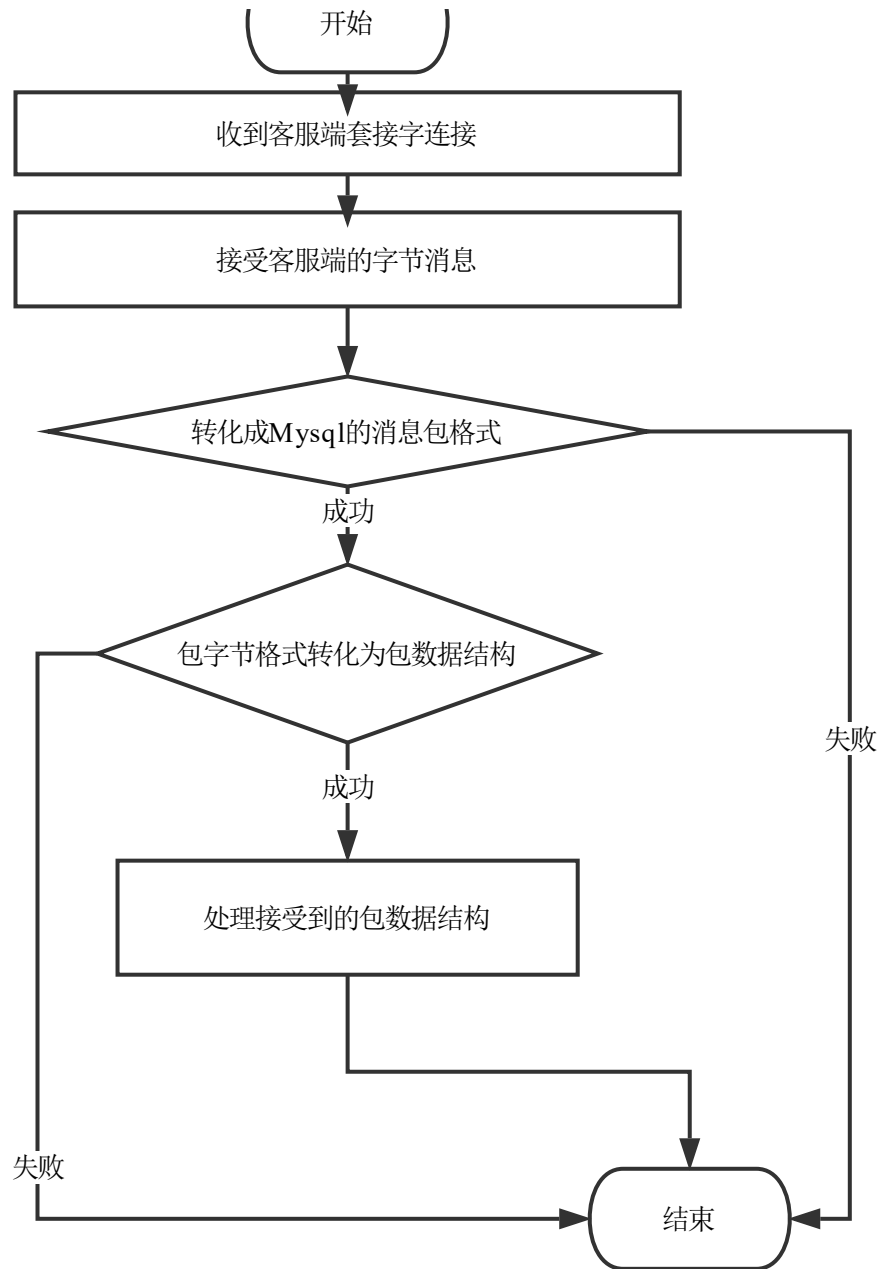 开始
收到客服端套接字连接
接受客服端的字节消息
转化成Mysql的消息包格式
成功
包字节格式转化为包数据结构
失败
成功
处理接受到的包数据结构
失败
结束